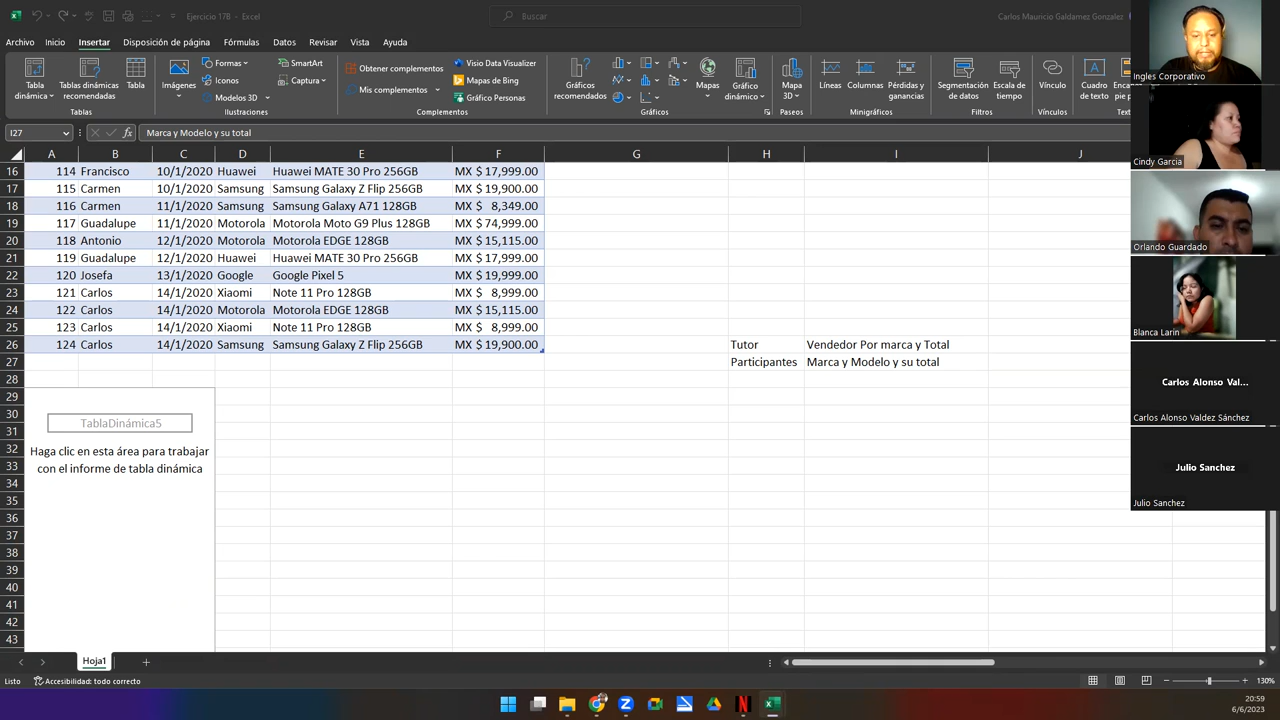 Ejercicio 17B - Excel
Buscar
Carlos Mauricio Galdamez Gonzalez
Archivo Inicio Insertar Disposición de página Fórmulas Datos Revisar Vista Ayuda
Tabla dinámica
Tablas dinámicas recomendadas
Tabla
Tablas
Imágenes
Formas
Iconos
Modelos 3D
SmartArt
Captura
Ilustraciones
Obtener complementos
Mis complementos
Visio Data Visualizer
Mapas de Bing
Gráfico Personas
Complementos
Gráficos recomendados
Mapas
Gráfico dinámico
Gráficos
Mapa 3D
Paseos
Líneas
Columnas
Pérdidas y ganancias
Minigráficos
Segmentación de datos
Escala de tiempo
Filtros
Vínculo
Vínculos
Cuadro de texto
I27
fx
Marca y Modelo y su total
A B C D E F G H I J
16 114 Francisco 10/1/2020 Huawei Huawei MATE 30 Pro 256GB MX $ 17,999.00
17 115 Carmen 10/1/2020 Samsung Samsung Galaxy Z Flip 256GB MX $ 19,900.00
18 116 Carmen 11/1/2020 Samsung Samsung Galaxy A71 128GB MX $ 8,349.00
19 117 Guadalupe 11/1/2020 Motorola Motorola Moto G9 Plus 128GB MX $ 74,999.00
20 118 Antonio 12/1/2020 Motorola Motorola EDGE 128GB MX $ 15,115.00
21 119 Guadalupe 12/1/2020 Huawei Huawei MATE 30 Pro 256GB MX $ 17,999.00
22 120 Josefa 13/1/2020 Google Google Pixel 5 MX $ 19,999.00
23 121 Carlos 14/1/2020 Xiaomi Note 11 Pro 128GB MX $ 8,999.00
24 122 Carlos 14/1/2020 Motorola Motorola EDGE 128GB MX $ 15,115.00
25 123 Carlos 14/1/2020 Xiaomi Note 11 Pro 128GB MX $ 8,999.00
26 124 Carlos 14/1/2020 Samsung Samsung Galaxy Z Flip 256GB MX $ 19,900.00 Tutor Vendedor Por marca y Total
27 Participantes Marca y Modelo y su total
28
29
30
31
32
33
34
35
36
37
38
39
40
41
42
43
TablaDinámica5
Haga clic en esta área para trabajar
con el informe de tabla dinámica
Ingles Corporativo
Cindy Garcia
Orlando Guardado
Blanca Larin
Carlos Alonso Val...
Carlos Alonso Valdez Sánchez
Julio Sanchez
Julio Sanchez
Hoja1
Listo
Accesibilidad: todo correcto
130%
20:59
6/6/2023